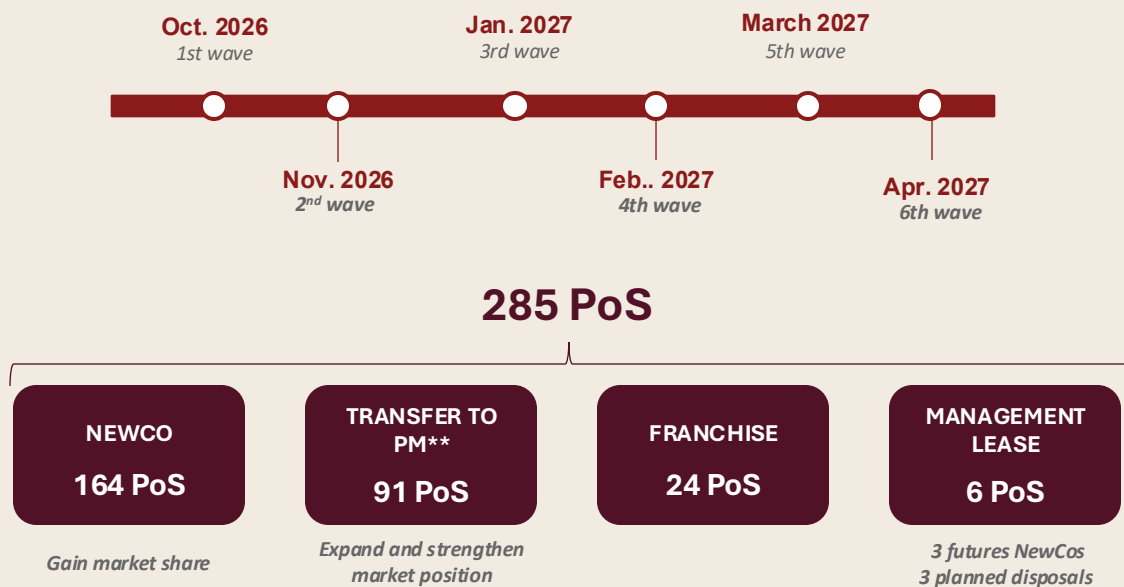 Oct. 2026
1st wave
Jan. 2027
3rd wave
March 2027
5th wave
Nov. 2026
2nd wave
Feb.. 2027
4th wave
Apr. 2027
6th wave
285 PoS
NEWCO
164 PoS
Gain market share
TRANSFER TO
PM**
91 PoS
Expand and strengthen
market position
FRANCHISE
24 PoS
MANAGEMENT
LEASE
6 PoS
3 futures NewCos
3 planned disposals